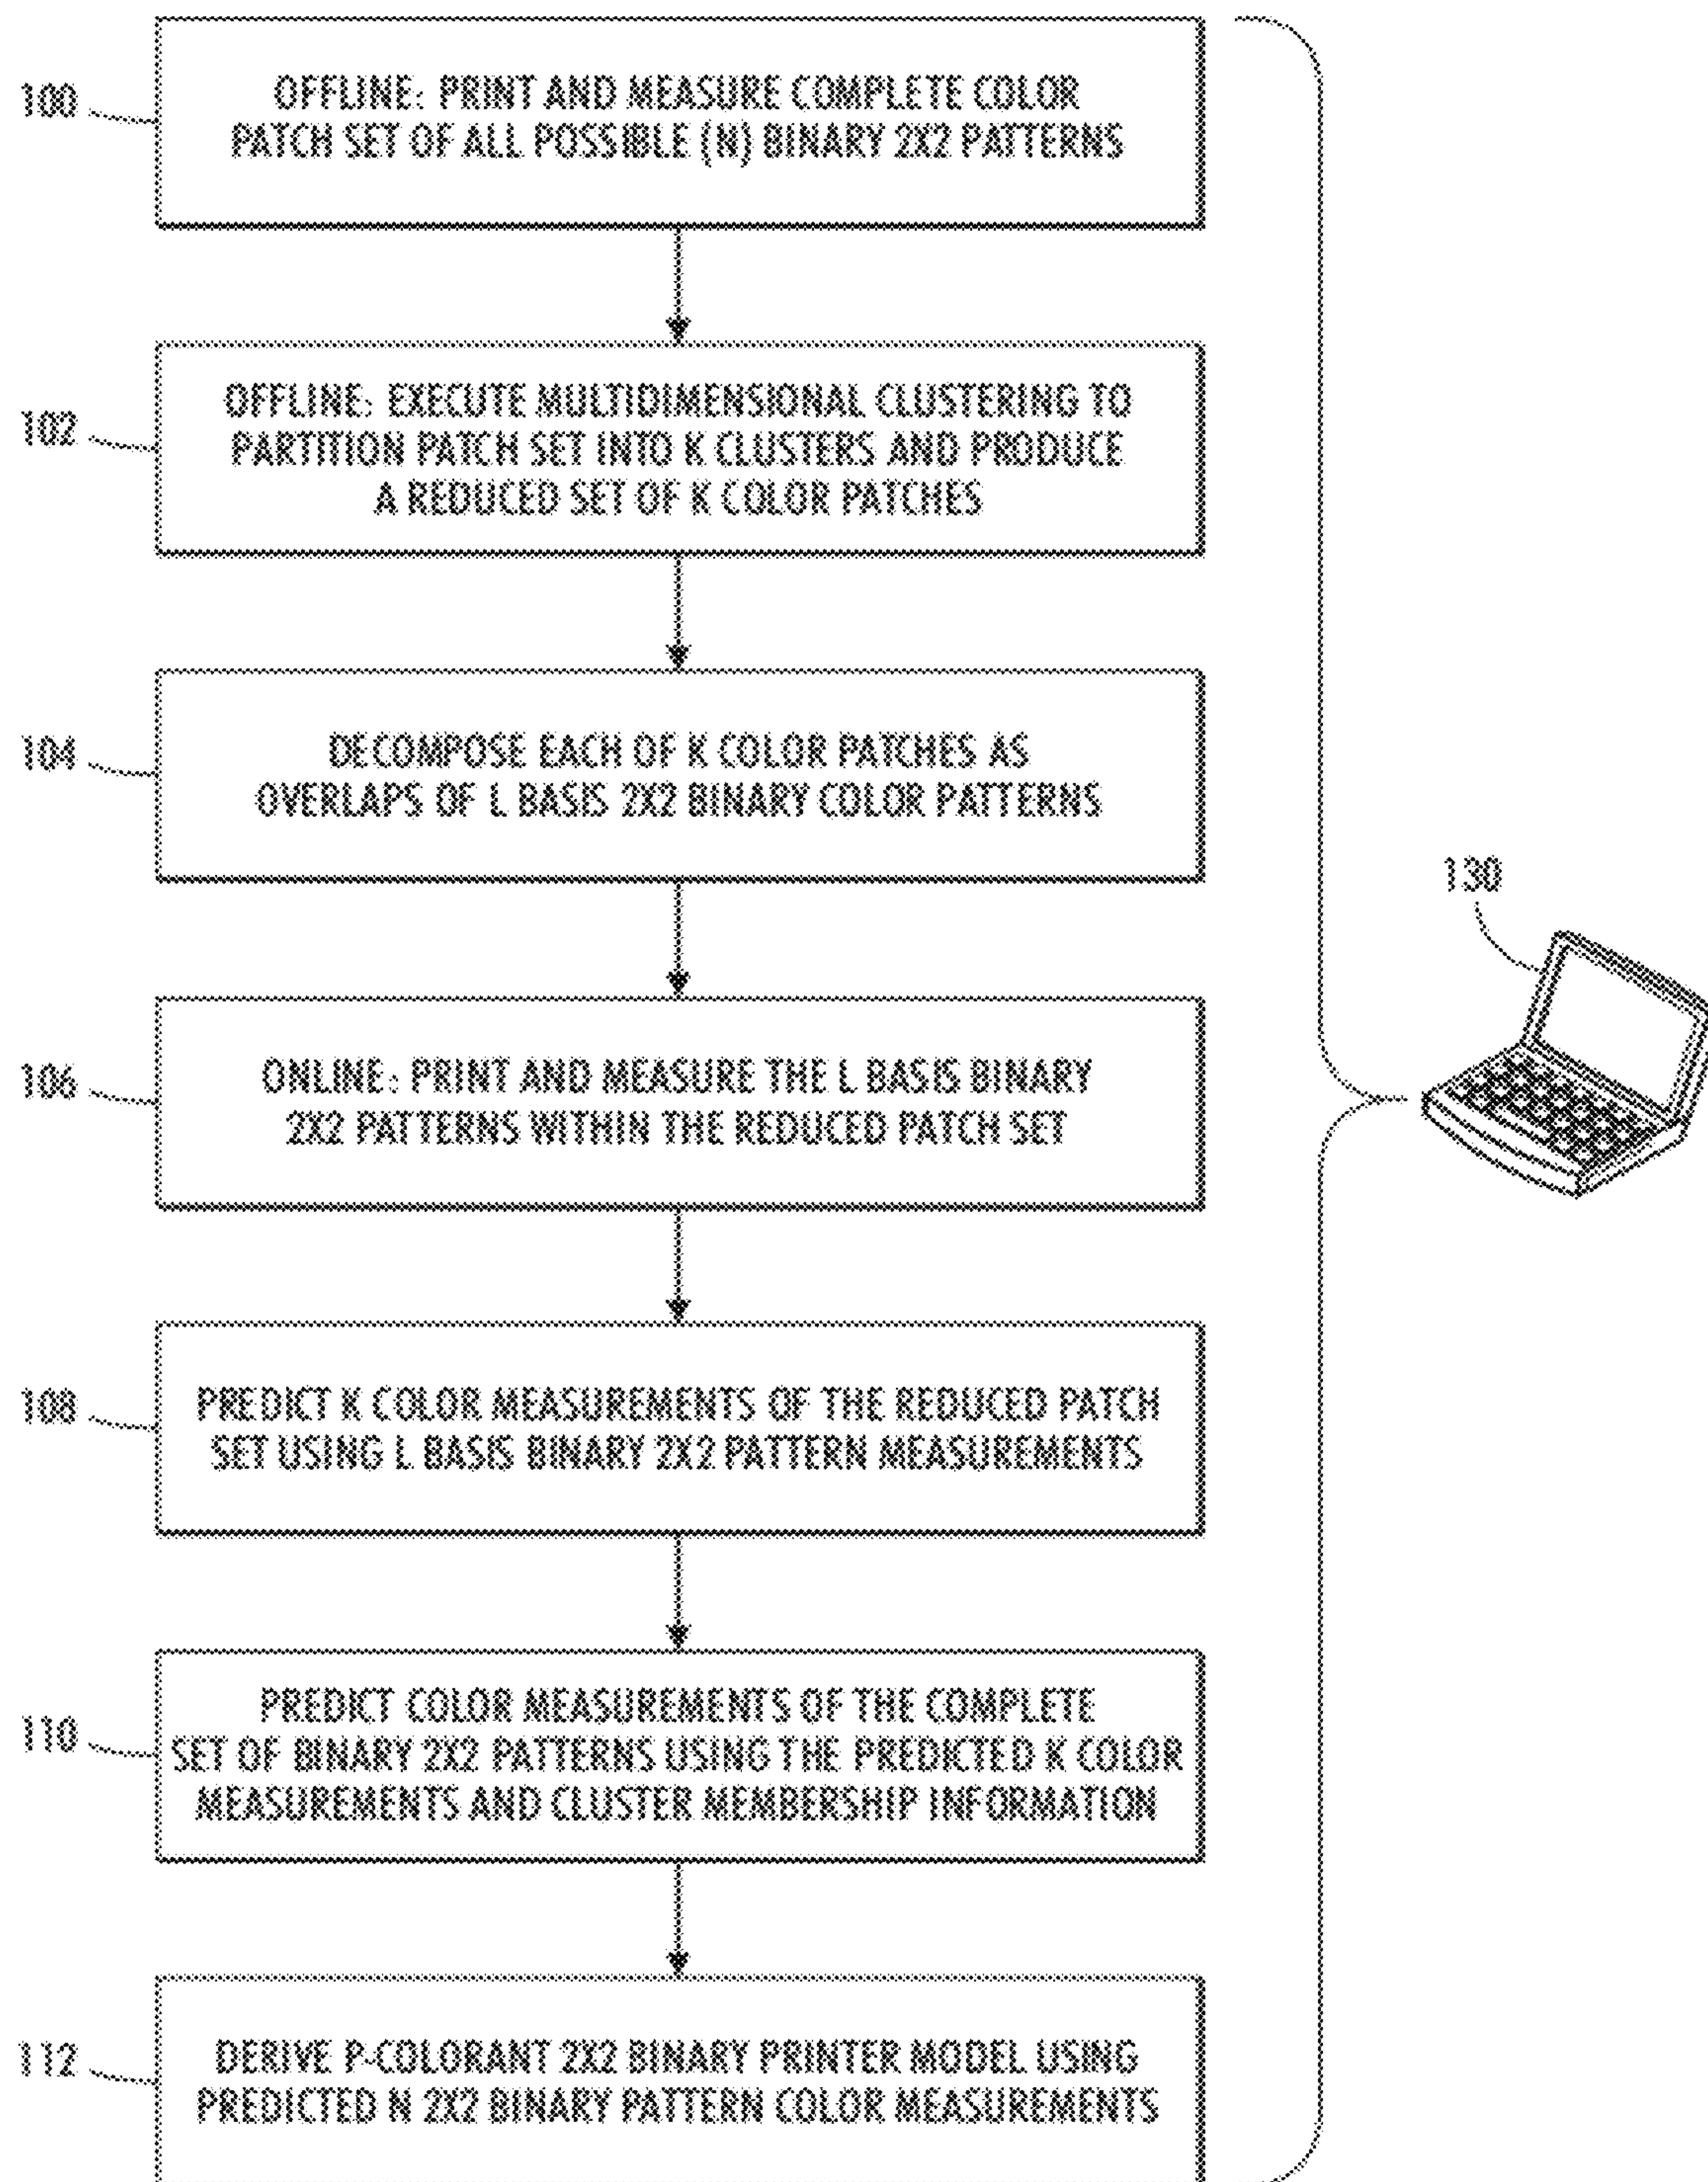 100
OFFLINE: PRINT AND MEASURE COMPLETE COLOR
PATCH SET OF ALL POSSIBLE (N) BINARY 2X2 PATTERNS
102
OFFLINE: EXECUTE MULTIDIMENSIONAL CLUSTERING TO
PARTITION PATCH SET INTO K CLUSTERS AND PRODUCE
A REDUCED SET OF K COLOR PATCHES
104
DECOMPOSE EACH OF K COLOR PATCHES AS
OVERLAPS OF L BASIS 2X2 BINARY COLOR PATTERNS
130
106
ONLINE: PRINT AND MEASURE THE L BASIS BINARY
2X2 PATTERNS WITHIN THE REDUCED PATCH SET
108
PREDICT K COLOR MEASUREMENTS OF THE REDUCED PATCH
SET USING L BASIS BINARY 2X2 PATTERN MEASUREMENTS
110
PREDICT COLOR MEASUREMENTS OF THE COMPLETE
SET OF BINARY 2X2 PATTERNS USING THE PREDICTED K COLOR
MEASUREMENTS AND CLUSTER MEMBERSHIP INFORMATION
112
DERIVE P-COLORANT 2X2 BINARY PRINTER MODEL USING
PREDICTED N 2X2 BINARY PATTERN COLOR MEASUREMENTS